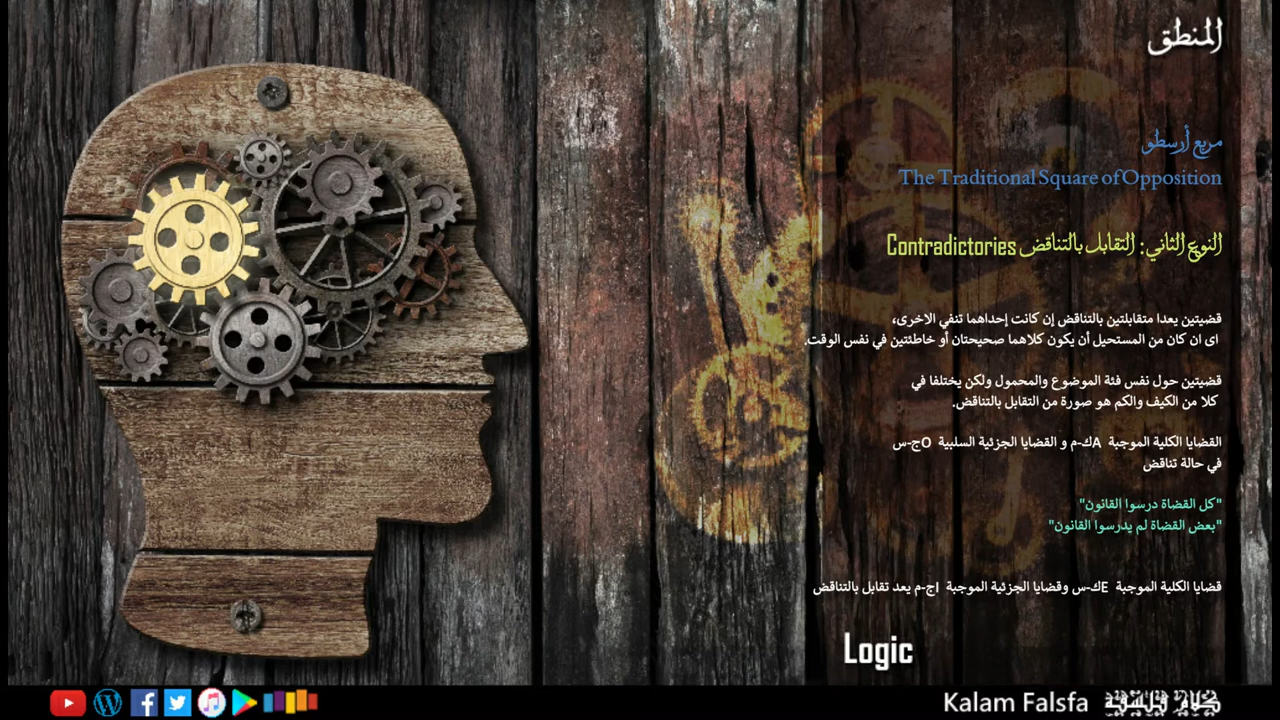 المنطق
مربع أرسطو
The Traditional Square of Opposition
النوع الثاني: التقابل بالتناقض Contradictories
قضيتين يعدا متقابلتين بالتناقض إن كانت إحداهما تنفي الاخرى،
اى ان كان من المستحيل أن يكون كلاهما صحيحتان أو خاطئتين في نفس الوقت.
قضيتين حول نفس فئة الموضوع والمحمول ولكن يختلفا في
كلا من الكيف والكم هو صورة من التقابل بالتناقض.
القضايا الكلية الموجبة Aك-م و القضايا الجزئية السلبية Oج-س
في حالة تناقض
"كل القضاة درسوا القانون"
"بعض القضاة لم يدرسوا القانون"
قضايا الكلية الموجبة Eك-س وقضايا الجزئية الموجبة Iج-م يعد تقابل بالتناقض
Logic
Kalam Falsfa كلام فلسفة